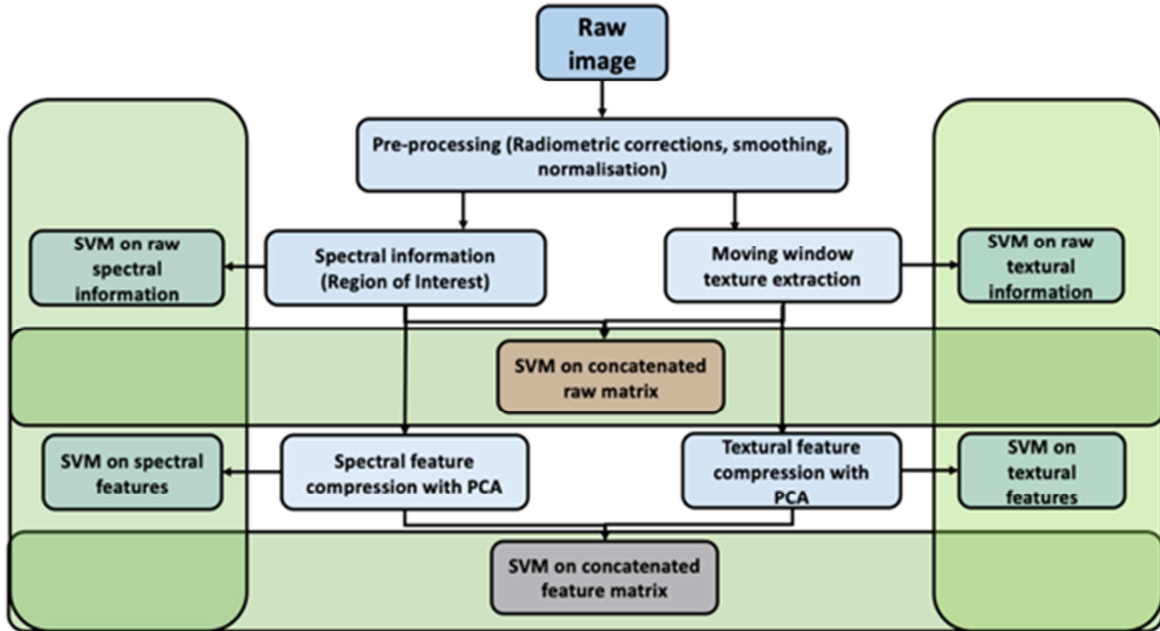 Raw
image
Pre-processing (Radiometric corrections, smoothing,
normalisation)
SVM on raw
spectral
information
Spectral information
(Region of Interest)
Moving window
texture extraction
SVM on raw
textural
information
SVM on concatenated
raw matrix
SVM on spectral
features
Spectral feature
compression with PCA
Textural feature
compression with
PCA
SVM on
textural
features
SVM on concatenated
feature matrix